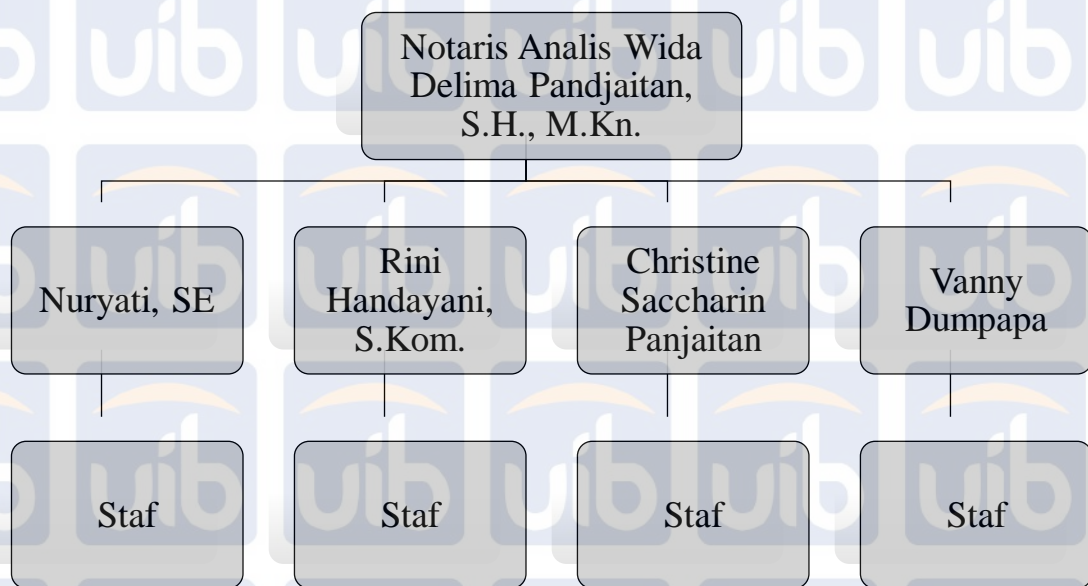 Notaris Analis Wida
Delima Pandjaitan,
S.H., M.Kn.
Nuryati, SE
Rini
Handayani,
S.Kom.
Christine
Saccharin
Panjaitan
Vanny
Dumpapa
Staf
Staf
Staf
Staf